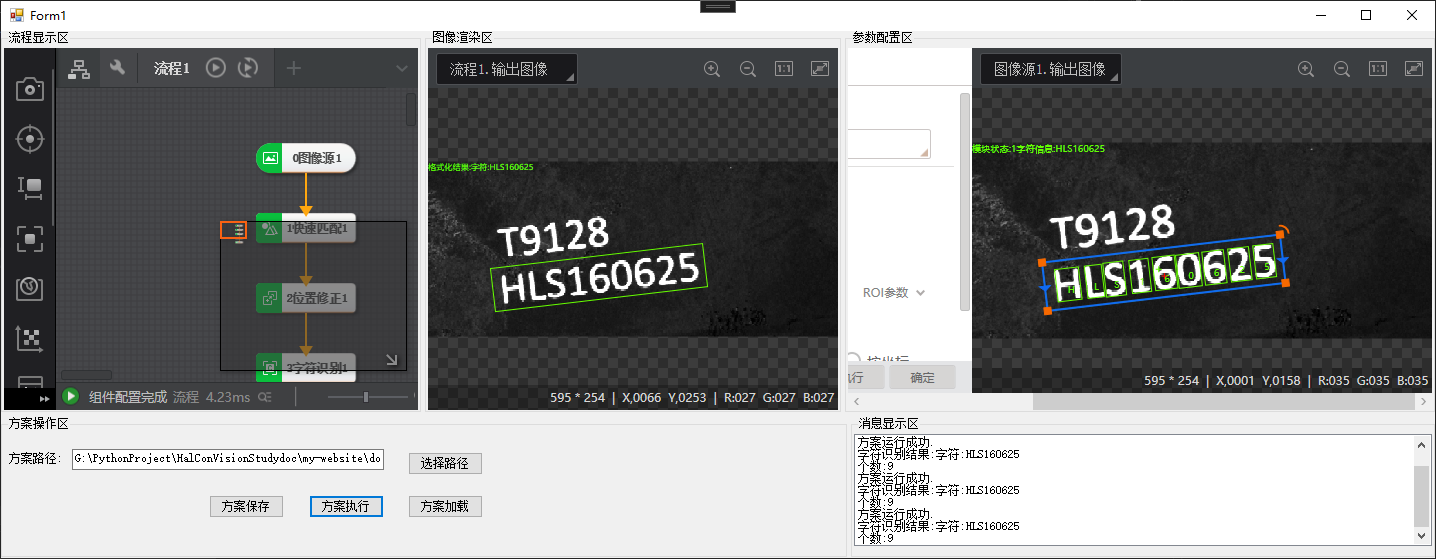 Form1
流程显示区
流程1
0图像源1
1快速匹配1
2位置修正1
3字符识别1
组件配置完成 流程 4.23ms
图像渲染区
流程1.输出图像
1:1
格式化结果:字符:HLS160625
T9128
HLS160625
595 * 254 | X,0066 Y,0253 | R:027 G:027 B:027
参数配置区
ROI参数
确定
图像源1.输出图像
1:1
模块状态:1字符信息:HLS160625
T9128
HLS160625
595 * 254 | X,0001 Y,0158 | R:035 G:035 B:035
方案操作区
方案路径:
G:\PythonProject\HalConVisionStudydoc\my-website\do
选择路径
方案保存
方案执行
方案加载
消息显示区
方案运行成功.
字符识别结果:字符:HLS160625
个数:9
方案运行成功.
字符识别结果:字符:HLS160625
个数:9
方案运行成功.
字符识别结果:字符:HLS160625
个数:9